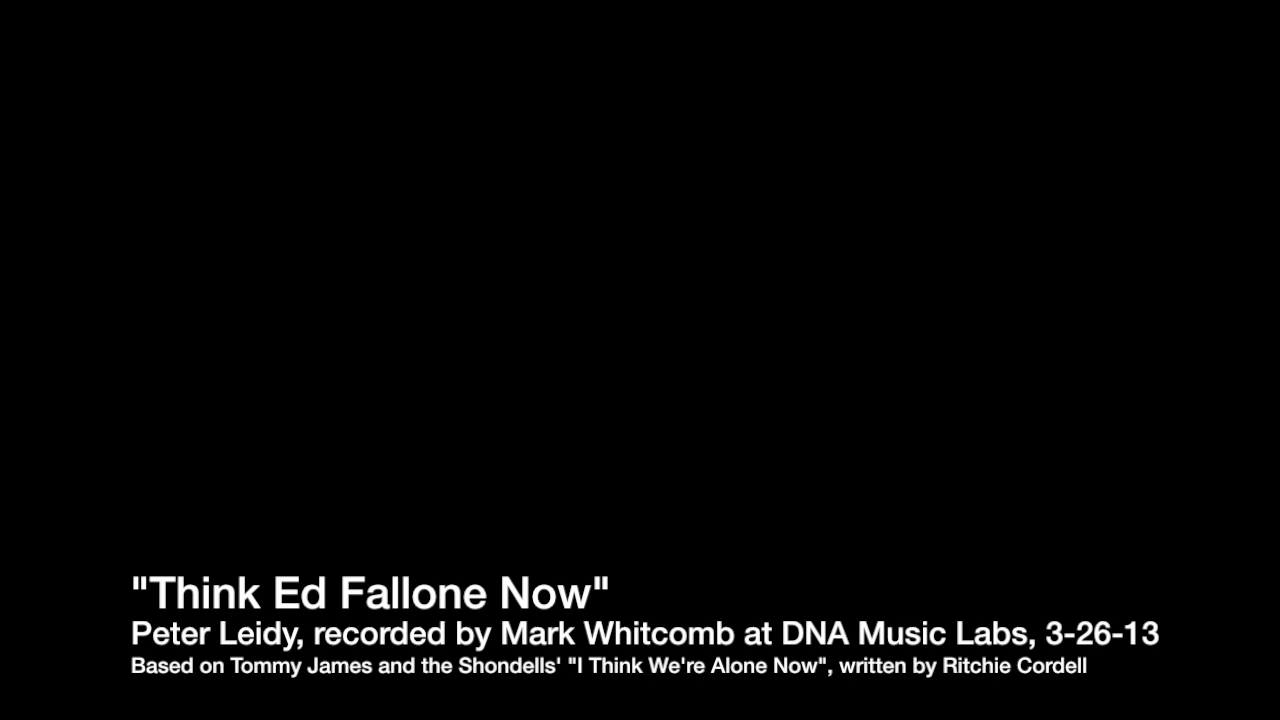 "Think Ed Fallone Now"
Peter Leidy, recorded by Mark Whitcomb at DNA Music Labs, 3-26-13
Based on Tommy James and the Shondells' "I Think We're Alone Now", written by Ritchie Cordell